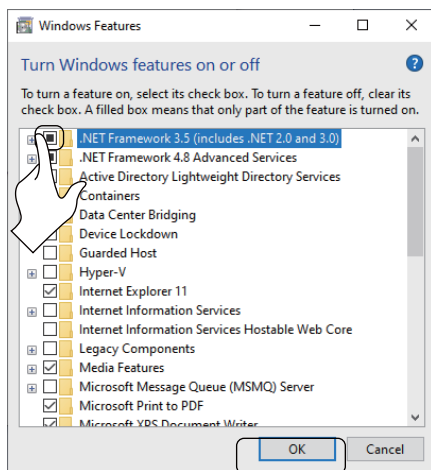 Windows Features
Turn Windows features on or off
To turn a feature on, select its check box. To turn a feature off, clear its
check box. A filled box means that only part of the feature is turned on.
.NET Framework 3.5 (includes .NET 2.0 and 3.0)
.NET Framework 4.8 Advanced Services
Active Directory Lightweight Directory Services
Containers
Data Center Bridging
Device Lockdown
Guarded Host
Hyper-V
Internet Explorer 11
Internet Information Services
Internet Information Services Hostable Web Core
Legacy Components
Media Features
Microsoft Message Queue (MSMQ) Server
Microsoft Print to PDF
Microsoft XPS Document Writer
OK Cancel